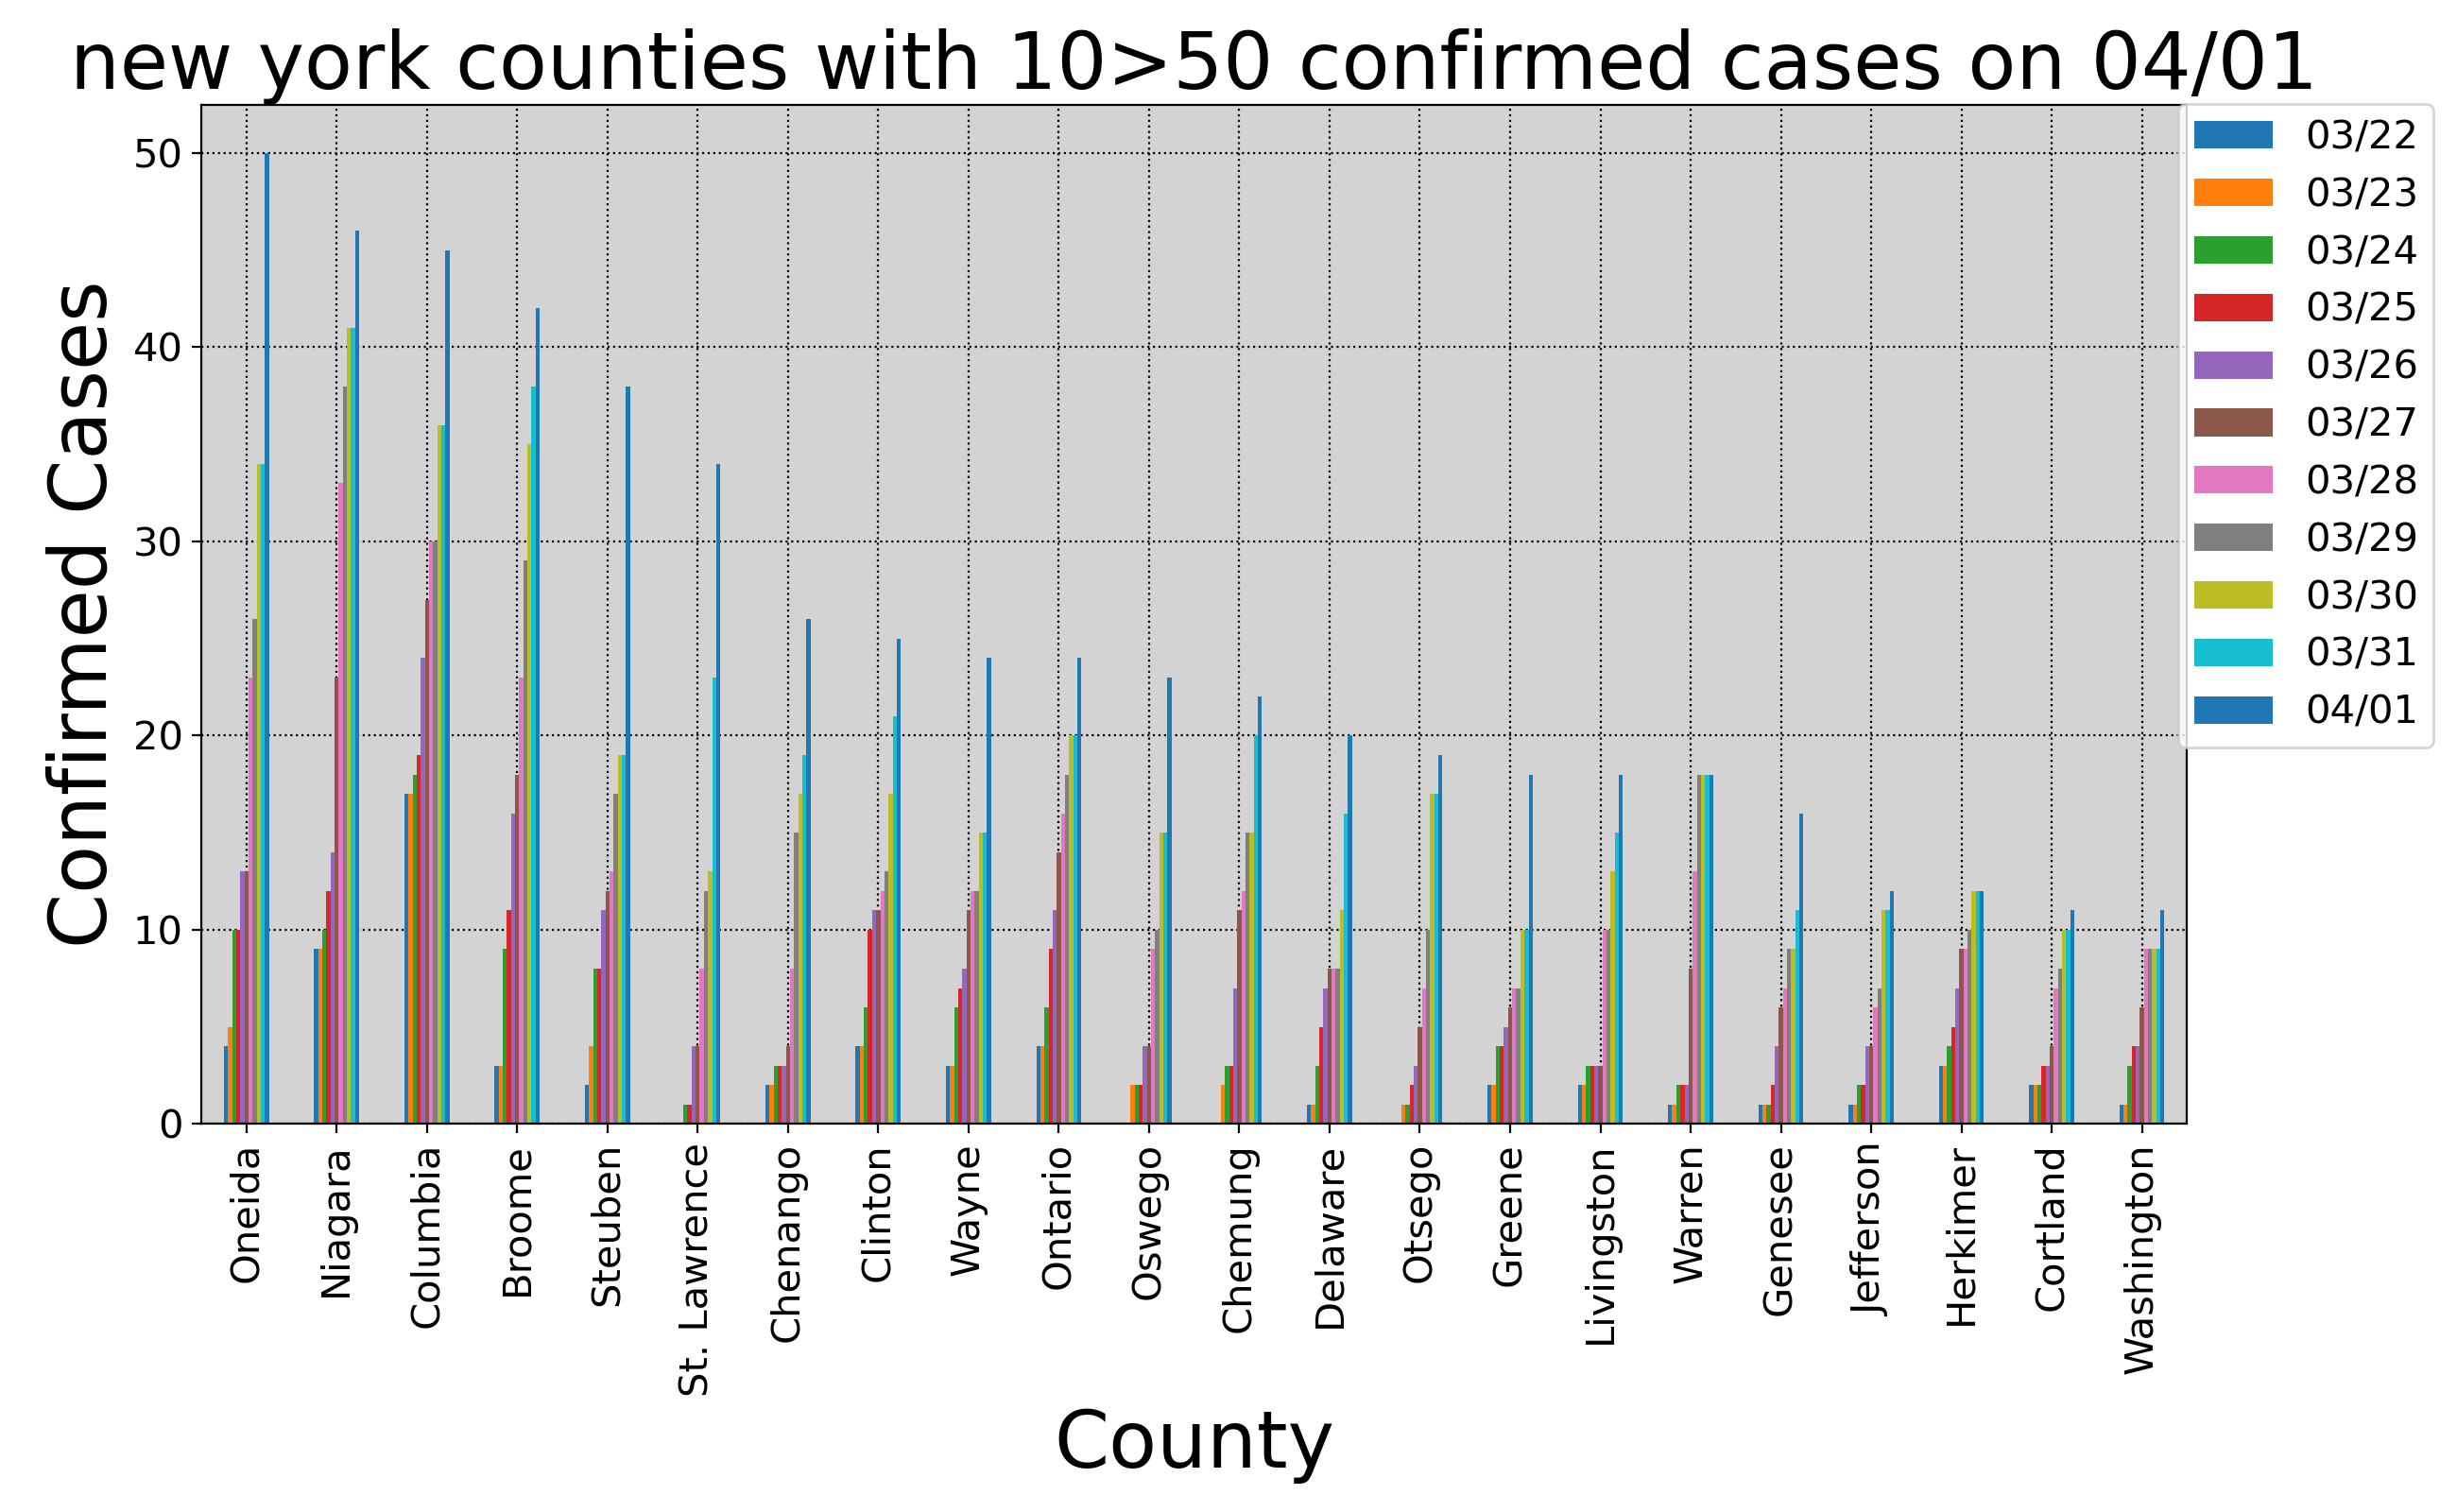 new york counties with 10>50 confirmed cases on 04/01
Confirmed Cases
50
40
30
20
10
0
03/22
03/23
03/24
03/25
03/26
03/27
03/28
03/29
03/30
03/31
04/01
Oneida
Niagara
Columbia
Broome
Steuben
St. Lawrence
Chenango
Clinton
Wayne
Ontario
Oswego
Chemung
Delaware
Otsego
Greene
Livingston
Warren
Genesee
Jefferson
Herkimer
Cortland
Washington
County